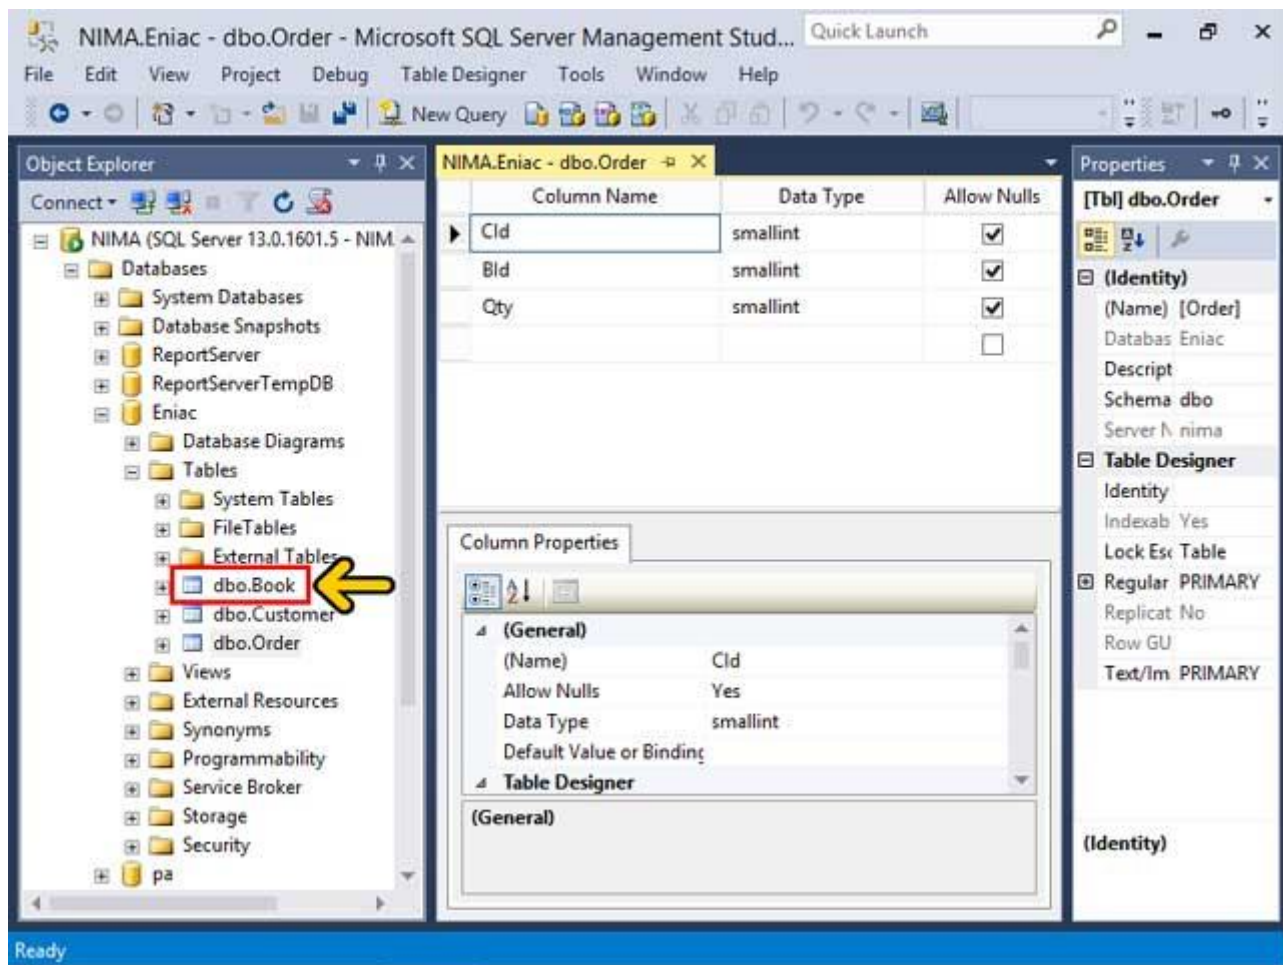 NIMA.Eniac - dbo.Order - Microsoft SQL Server Management Stud...
Quick Launch
File Edit View Project Debug Table Designer Tools Window Help
New Query
Object Explorer
Connect
NIMA (SQL Server 13.0.1601.5 - NIM
Databases
System Databases
Database Snapshots
ReportServer
ReportServerTempDB
Eniac
Database Diagrams
Tables
System Tables
FileTables
External Tables
dbo.Book
dbo.Customer
dbo.Order
Views
External Resources
Synonyms
Programmability
Service Broker
Storage
Security
pa
NIMA.Eniac - dbo.Order
Column Name Data Type Allow Nulls
CId smallint
BId smallint
Qty smallint
Column Properties
(General)
(Name) CId
Allow Nulls Yes
Data Type smallint
Default Value or Binding
Table Designer
(General)
Properties
[Tbl] dbo.Order
(Identity)
(Name) [Order]
Databas Eniac
Descript
Schema dbo
Server N nima
Table Designer
Identity
Indexab Yes
Lock Esc Table
Regular PRIMARY
Replicat No
Row GU
Text/Im PRIMARY
(Identity)
Ready